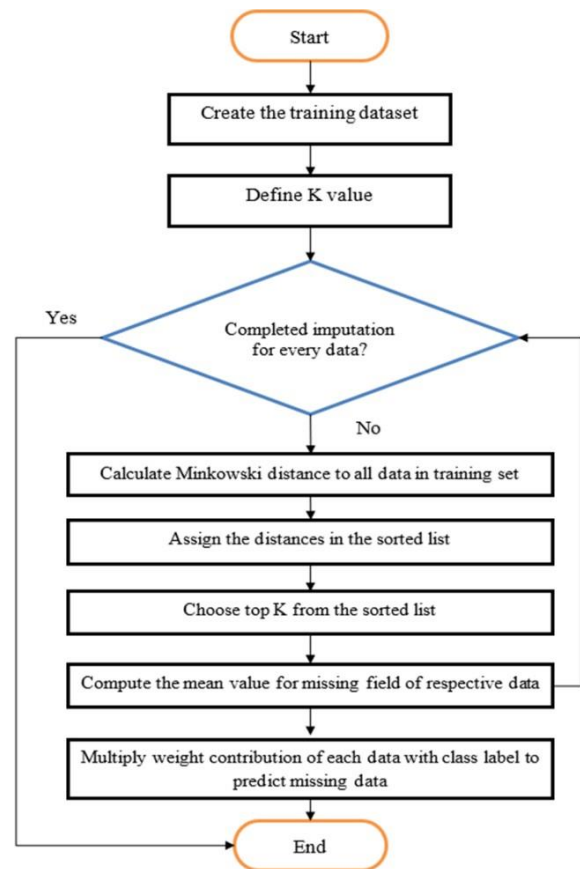 Start
Create the training dataset
Define K value
Yes
Completed imputation
for every data?
No
Calculate Minkowski distance to all data in training set
Assign the distances in the sorted list
Choose top K from the sorted list
Compute the mean value for missing field of respective data
Multiply weight contribution of each data with class label to
predict missing data
End